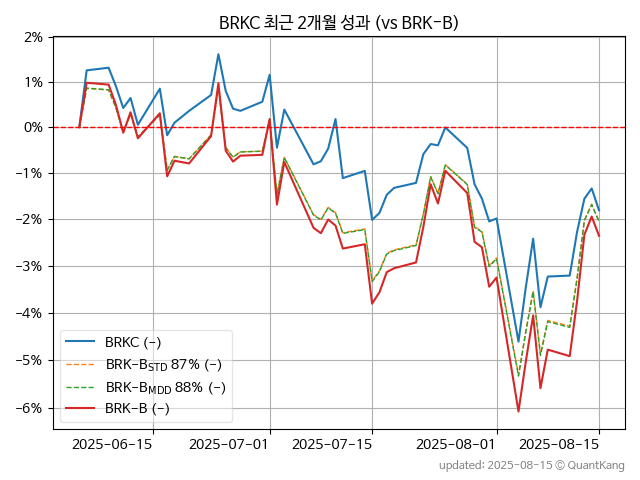 BRKC 최근 2개월 성과 (vs BRK-B)
2%
1%
0%
-1%
-2%
-3%
-4%
-5%
-6%
BRKC (-)
BRK-BSTD 87% (-)
BRK-BMDD 88% (-)
BRK-B (-)
2025-06-15 2025-07-01 2025-07-15 2025-08-01 2025-08-15
updated: 2025-08-15 © QuantKang